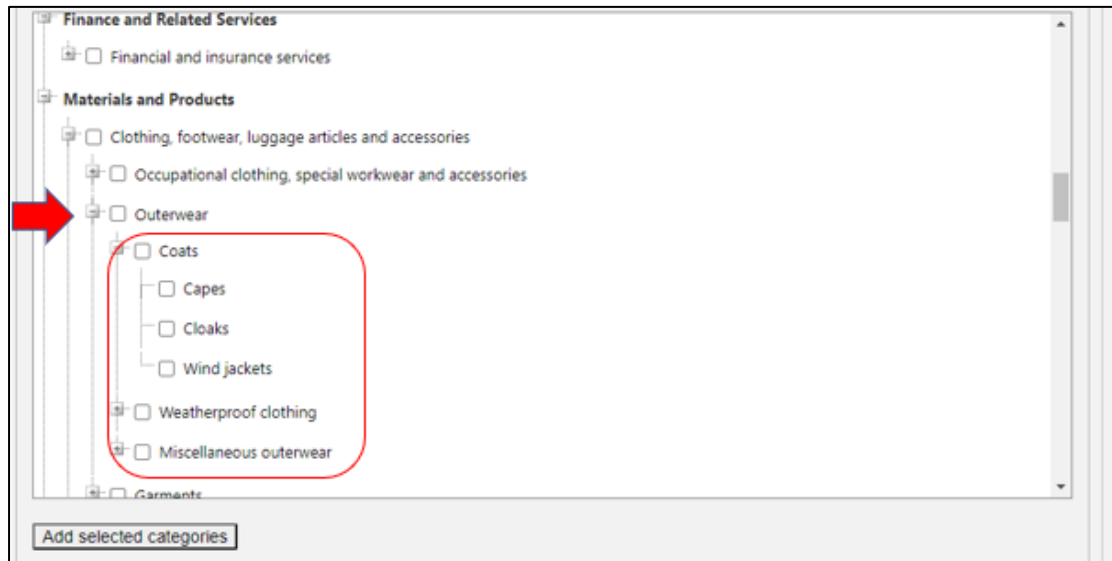 Finance and Related Services
Financial and insurance services
Materials and Products
Clothing, footwear, luggage articles and accessories
Occupational clothing, special workwear and accessories
Outerwear
Coats
Capes
Cloaks
Wind jackets
Weatherproof clothing
Miscellaneous outerwear
Garments
Add selected categories